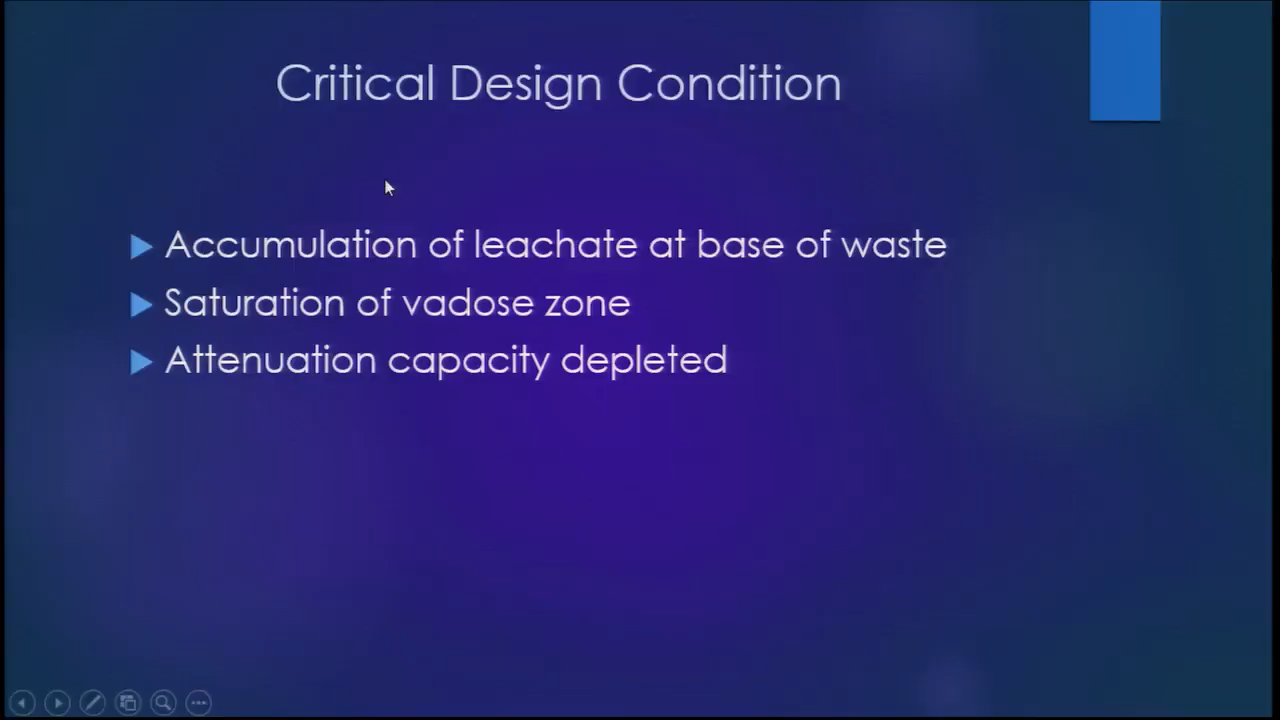 Critical Design Condition
Accumulation of leachate at base of waste
Saturation of vadose zone
Attenuation capacity depleted